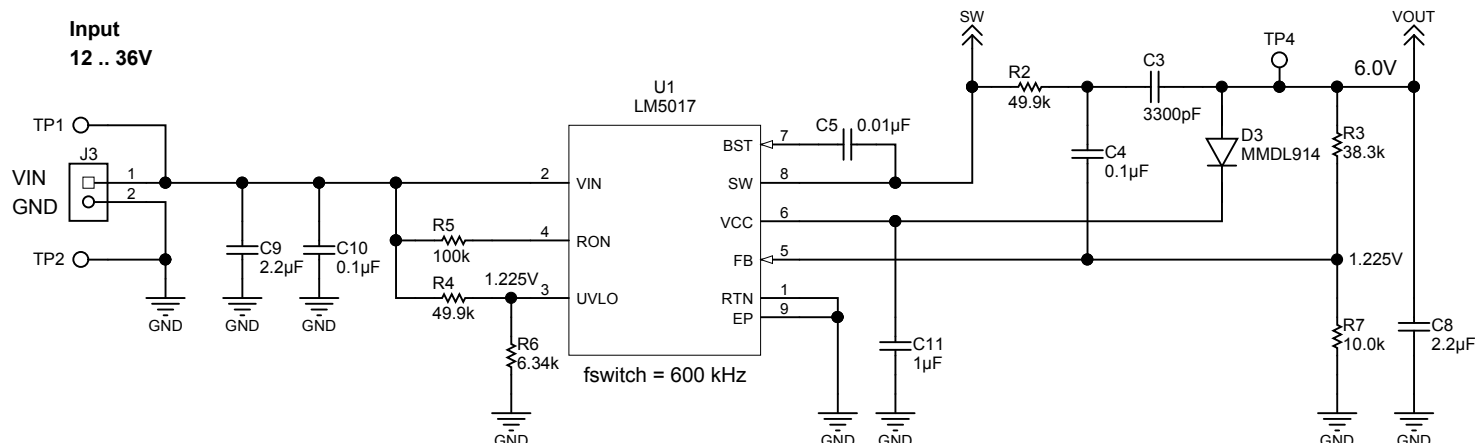 Input
12 .. 36V
TP1
J3
VIN
GND
1
2
TP2
GND
C9
2.2µF
GND
C10
0.1µF
GND
R5
100k
R4
49.9k
1.225V
R6
6.34k
GND
U1
LM5017
2
VIN
4
RON
3
UVLO
BST
7
SW
8
VCC
6
FB
5
RTN
1
EP
9
fswitch = 600 kHz
C5
0.01µF
GND
C11
1µF
GND
SW
R2
49.9k
C3
3300pF
C4
0.1µF
D3
MMDL914
TP4
6.0V
VOUT
R3
38.3k
1.225V
R7
10.0k
GND
C8
2.2µF
GND